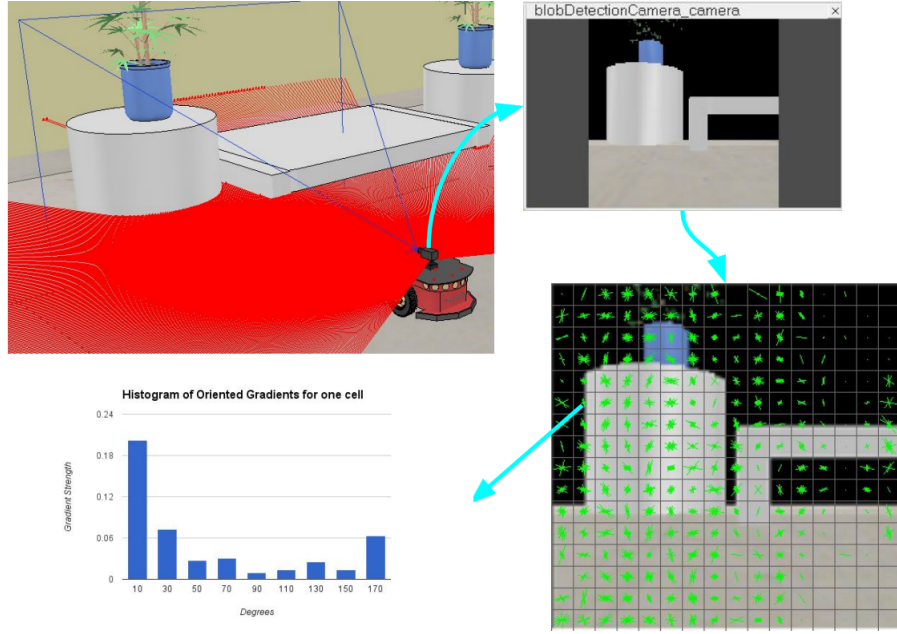 blobDetectionCamera_camera ×
Histogram of Oriented Gradients for one cell
Gradient Strength
0.24
0.18
0.12
0.06
0
10 30 50 70 90 110 130 150 170
Degrees